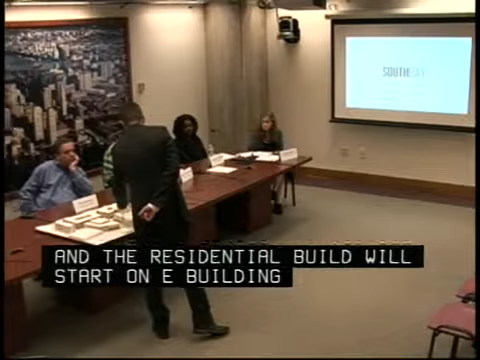 SOUTHBAY
AND THE RESIDENTIAL BUILD WILL
START ON E BUILDING